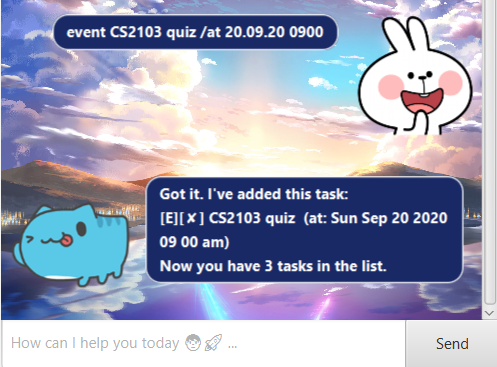 event CS2103 quiz /at 20.09.20 0900
Got it. I've added this task:
[E][✘] CS2103 quiz  (at: Sun Sep 20 2020
09 00 am)
Now you have 3 tasks in the list.
How can I help you today 🧑🚀 ...
Send